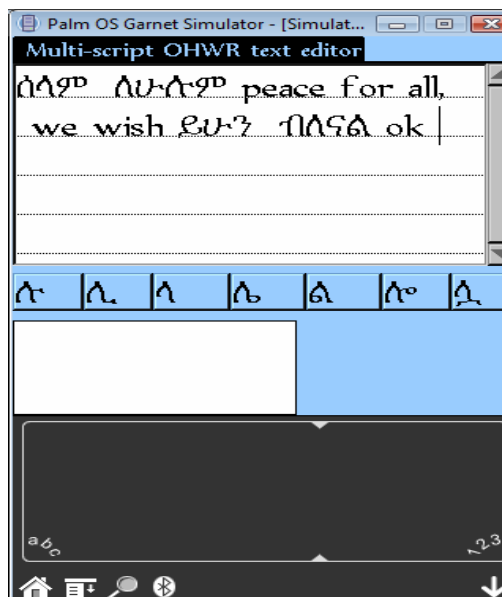 Palm OS Garnet Simulator - [Simulat...
Multi-script OHWR text editor
ሰላም ለሁሉም peace for all,
we wish ይሁን ብለናል ok
ሉ ሊ ላ ሌ ል ሎ ሏ
abc 123